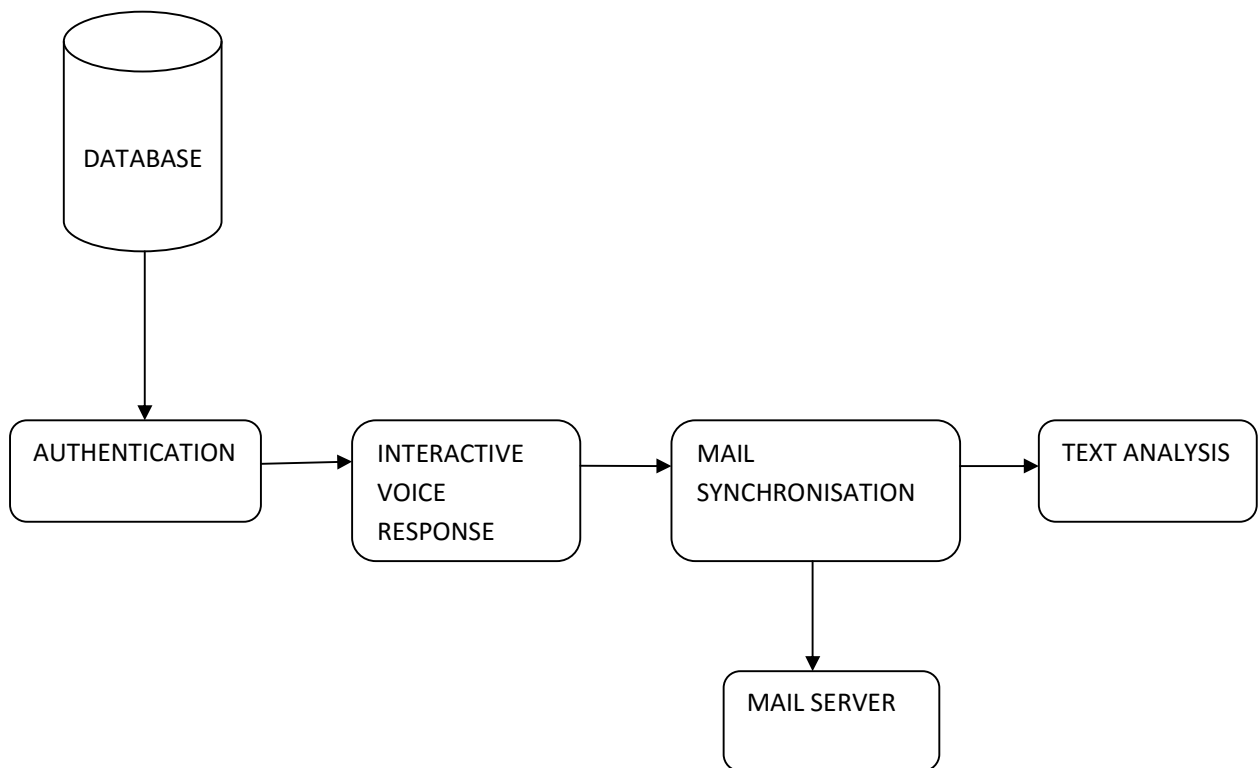 DATABASE
AUTHENTICATION
INTERACTIVE
VOICE
RESPONSE
MAIL
SYNCHRONISATION
TEXT ANALYSIS
MAIL SERVER